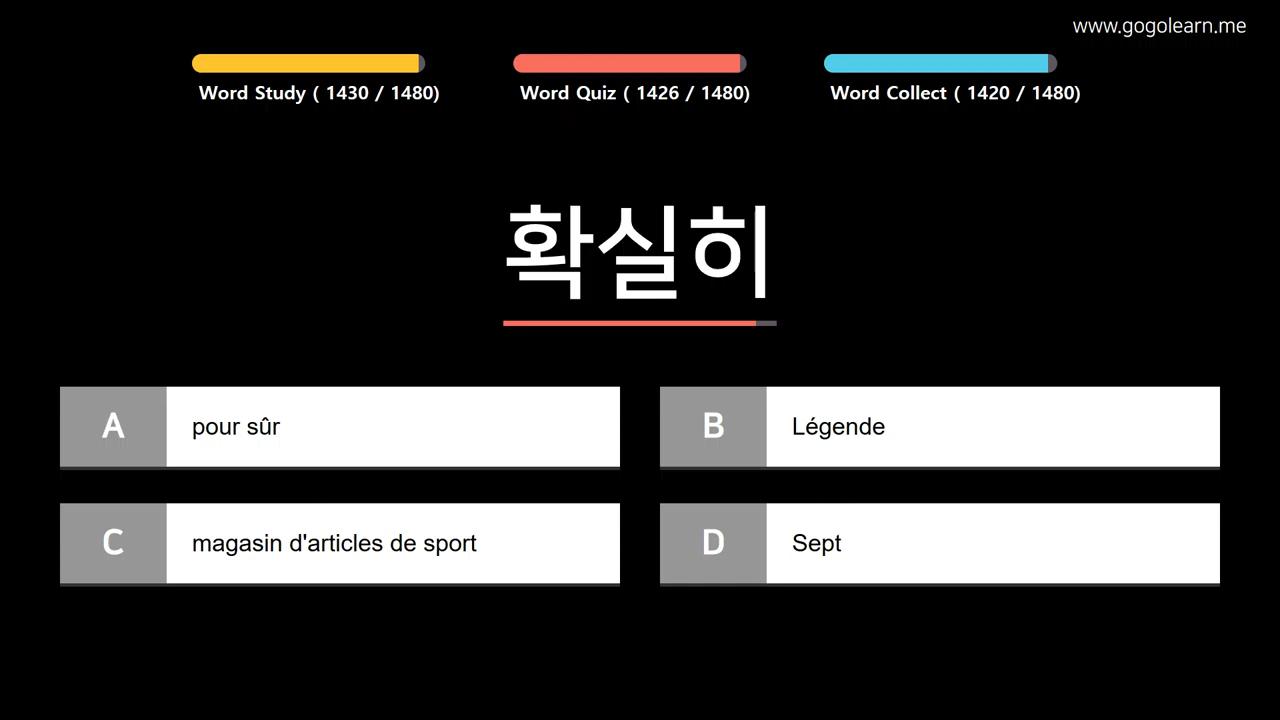 www.gogolearn.me
Word Study ( 1430 / 1480)
Word Quiz ( 1426 / 1480)
Word Collect ( 1420 / 1480)
확실히
A pour sûr
B Légende
C magasin d'articles de sport
D Sept